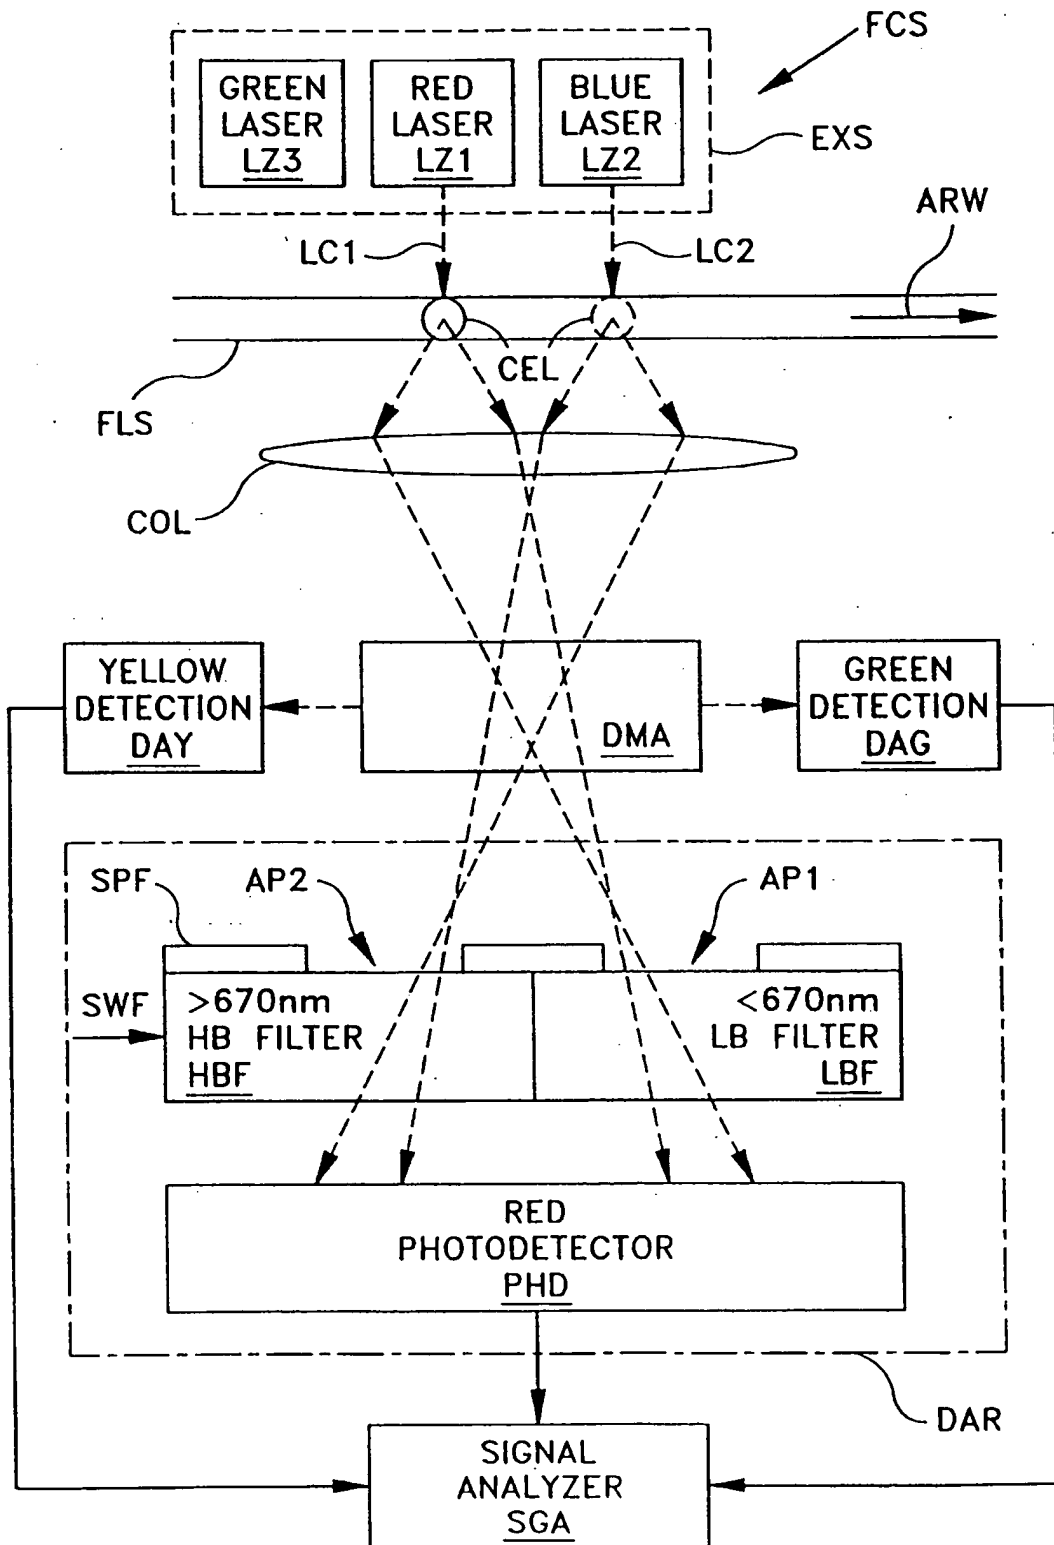 FCS
GREEN
LASER
LZ3
RED
LASER
LZ1
BLUE
LASER
LZ2
EXS
ARW
LC1
LC2
CEL
FLS
COL
YELLOW
DETECTION
DAY
DMA
GREEN
DETECTION
DAG
SPF
AP2
AP1
SWF
>670nm
HB FILTER
HBF
<670nm
LB FILTER
LBF
RED
PHOTODETECTOR
PHD
DAR
SIGNAL
ANALYZER
SGA